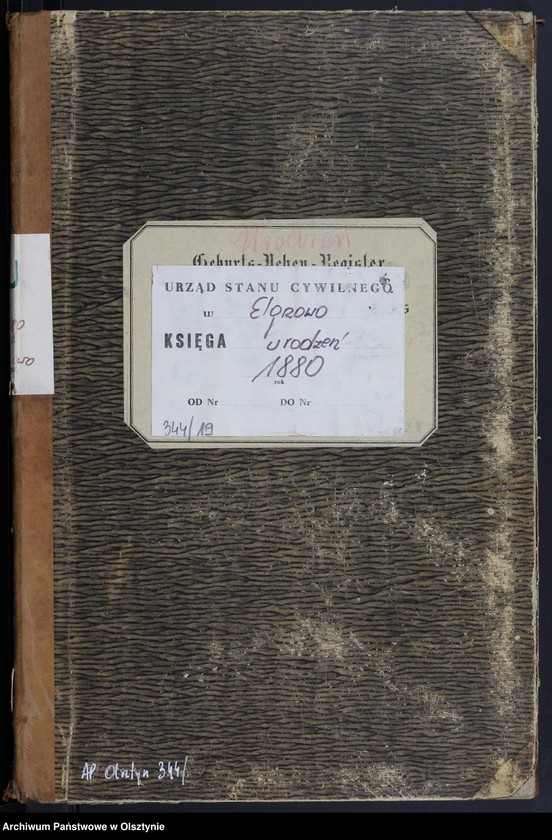 Urodzeń
Geburts-Neben-Register
URZĄD STANU CYWILNEGO
w Elgrowo
KSIĘGA urodzeń
1880
rok
OD Nr DO Nr
344/19
AP Olsztyn 344/
Archiwum Państwowe w Olsztynie